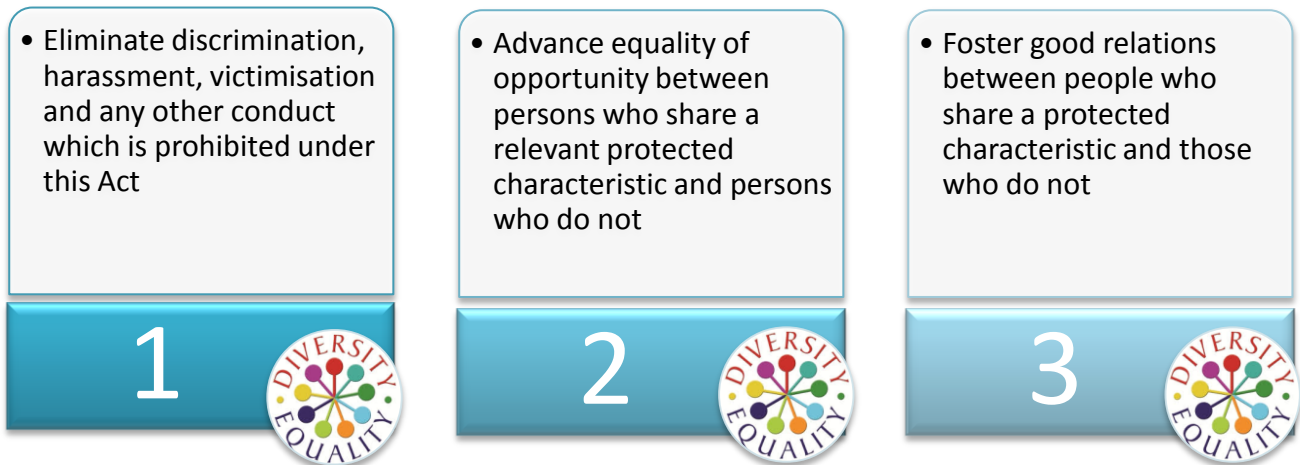 • Eliminate discrimination,
harassment, victimisation
and any other conduct
which is prohibited under
this Act
1
DIVERSITY
EQUALITY
• Advance equality of
opportunity between
persons who share a
relevant protected
characteristic and persons
who do not
2
DIVERSITY
EQUALITY
• Foster good relations
between people who
share a protected
characteristic and those
who do not
3
DIVERSITY
EQUALITY